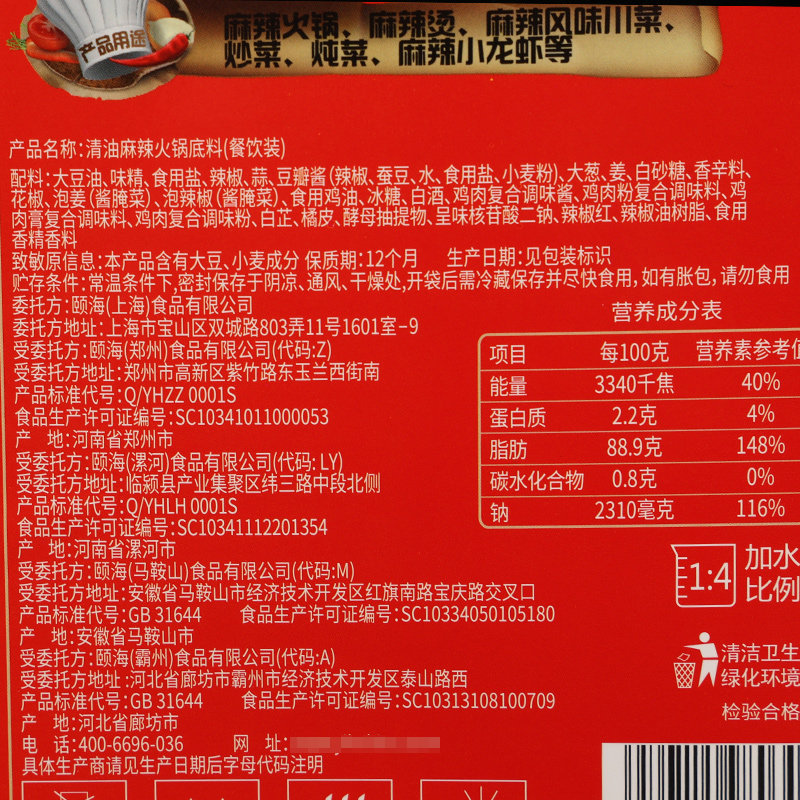 产品用途
麻辣火锅、麻辣烫、麻辣风味川菜、
炒菜、炖菜、麻辣小龙虾等
产品名称:清油麻辣火锅底料(餐饮装)
配料:大豆油、味精、食用盐、辣椒、蒜、豆瓣酱(辣椒、蚕豆、水、食用盐、小麦粉)、大葱、姜、白砂糖、香辛料、
花椒、泡姜(酱腌菜)、泡辣椒(酱腌菜)、食用鸡油、冰糖、白酒、鸡肉复合调味酱、鸡肉粉复合调味料、鸡
肉膏复合调味料、鸡肉复合调味粉、白芷、橘皮、酵母抽提物、呈味核苷酸二钠、辣椒红、辣椒油树脂、食用
香精香料
致敏原信息:本产品含有大豆、小麦成分 保质期:12个月 生产日期:见包装标识
贮存条件:常温条件下,密封保存于阴凉、通风、干燥处,开袋后需冷藏保存并尽快食用,如有胀包,请勿食用
委托方:颐海(上海)食品有限公司
委托方地址:上海市宝山区双城路803弄11号1601室-9
受委托方:颐海(郑州)食品有限公司(代码:Z)
受委托方地址:郑州市高新区紫竹路东玉兰西街南
产品标准代号:Q/YHZZ 0001S
食品生产许可证编号:SC10341011000053
产 地:河南省郑州市
受委托方:颐海(漯河)食品有限公司(代码: LY)
受委托方地址:临颍县产业集聚区纬三路中段北侧
产品标准代号:Q/YHLH 0001S
食品生产许可证编号:SC10341112201354
产 地:河南省漯河市
受委托方:颐海(马鞍山)食品有限公司(代码:M)
受委托方地址:安徽省马鞍山市经济技术开发区红旗南路宝庆路交叉口
产品标准代号:GB 31644 食品生产许可证编号:SC10334050105180
产 地:安徽省马鞍山市
受委托方:颐海(霸州)食品有限公司(代码:A)
受委托方地址:河北省廊坊市霸州市经济技术开发区泰山路西
产品标准代号:GB 31644 食品生产许可证编号:SC10313108100709
产 地:河北省廊坊市
电 话:400-6696-036 网 址:
具体生产商请见生产日期后字母代码注明
营养成分表
项目 每100克 营养素参考值
能量 3340千焦 40%
蛋白质 2.2克 4%
脂肪 88.9克 148%
碳水化合物 0.8克 0%
钠 2310毫克 116%
1:4 加水
比例
清洁卫生
绿化环境
检验合格